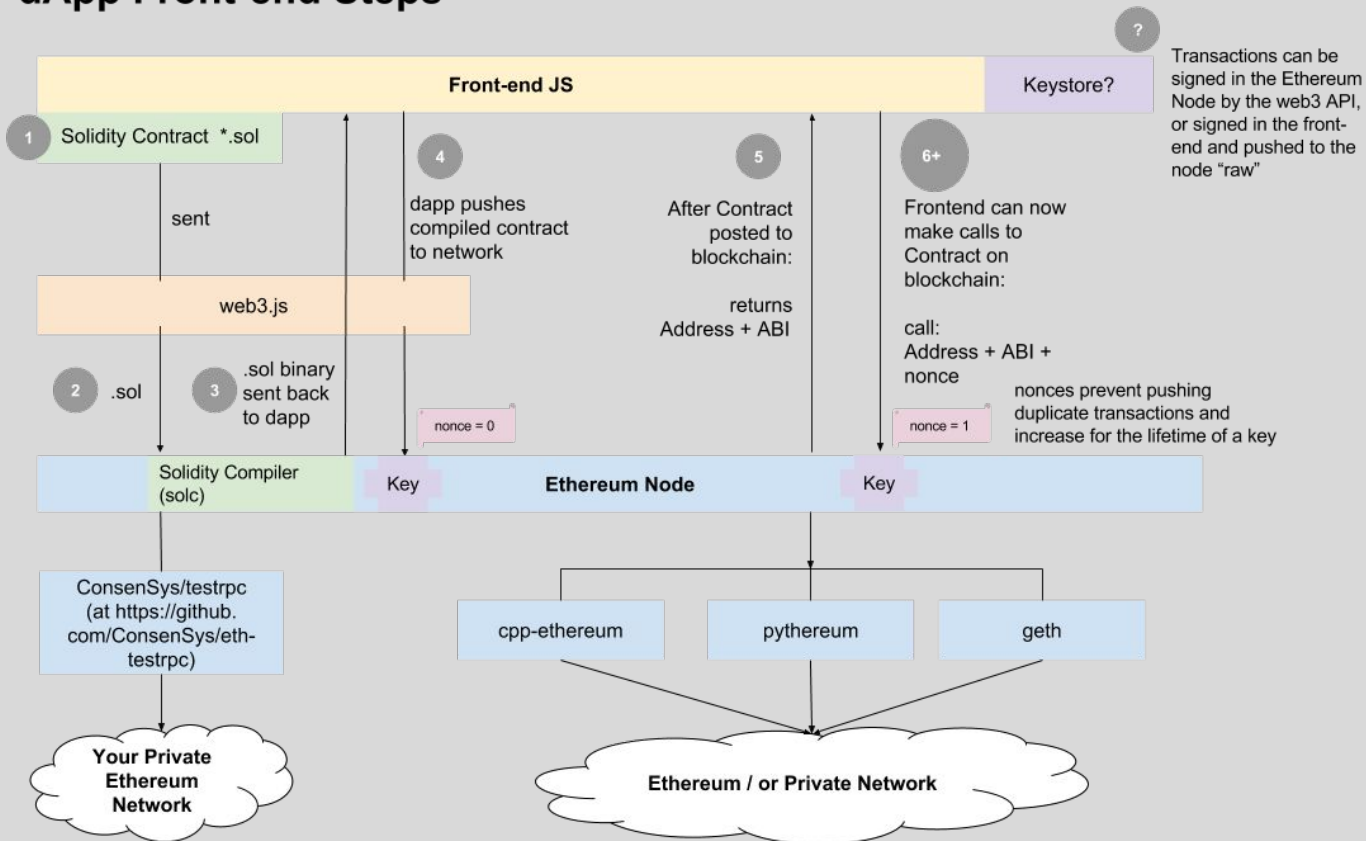 dApp Front-end Steps
?
Transactions can be
signed in the Ethereum
Node by the web3 API,
or signed in the front-
end and pushed to the
node “raw”
Front-end JS
Keystore?
1
Solidity Contract *.sol
4
5
6+
sent
dapp pushes
compiled contract
to network
After Contract
posted to
blockchain:
returns
Address + ABI
Frontend can now
make calls to
Contract on
blockchain:
call:
Address + ABI +
nonce
web3.js
2
.sol
3
.sol binary
sent back
to dapp
nonce = 0
nonce = 1
nonces prevent pushing
duplicate transactions and
increase for the lifetime of a key
Solidity Compiler
(solc)
Key
Ethereum Node
Key
ConsenSys/testrpc
(at https://github.
com/ConsenSys/eth-
testrpc)
cpp-ethereum
pythereum
geth
Your Private
Ethereum
Network
Ethereum / or Private Network